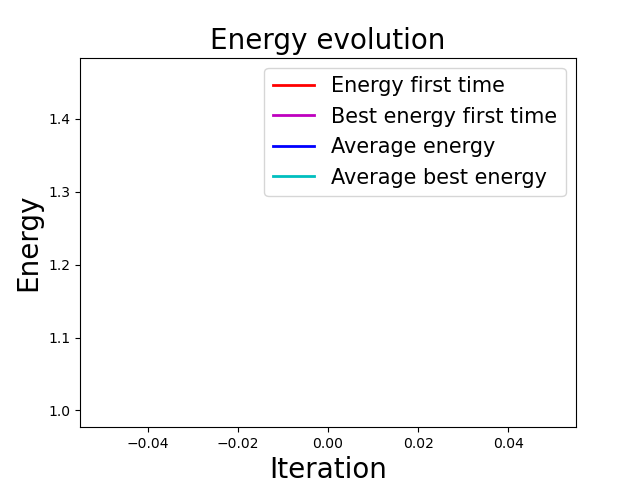 Energy evolution
Energy first time
Best energy first time
Average energy
Average best energy
Energy
1.4
1.3
1.2
1.1
1.0
−0.04 −0.02 0.00 0.02 0.04
Iteration